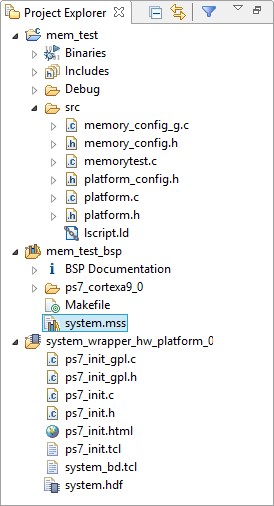 Project Explorer
mem_test
Binaries
Includes
Debug
src
memory_config_g.c
memory_config.h
memorytest.c
platform_config.h
platform.c
platform.h
lscript.ld
mem_test_bsp
BSP Documentation
ps7_cortexa9_0
Makefile
system.mss
system_wrapper_hw_platform_0
ps7_init_gpl.c
ps7_init_gpl.h
ps7_init.c
ps7_init.h
ps7_init.html
ps7_init.tcl
system_bd.tcl
system.hdf